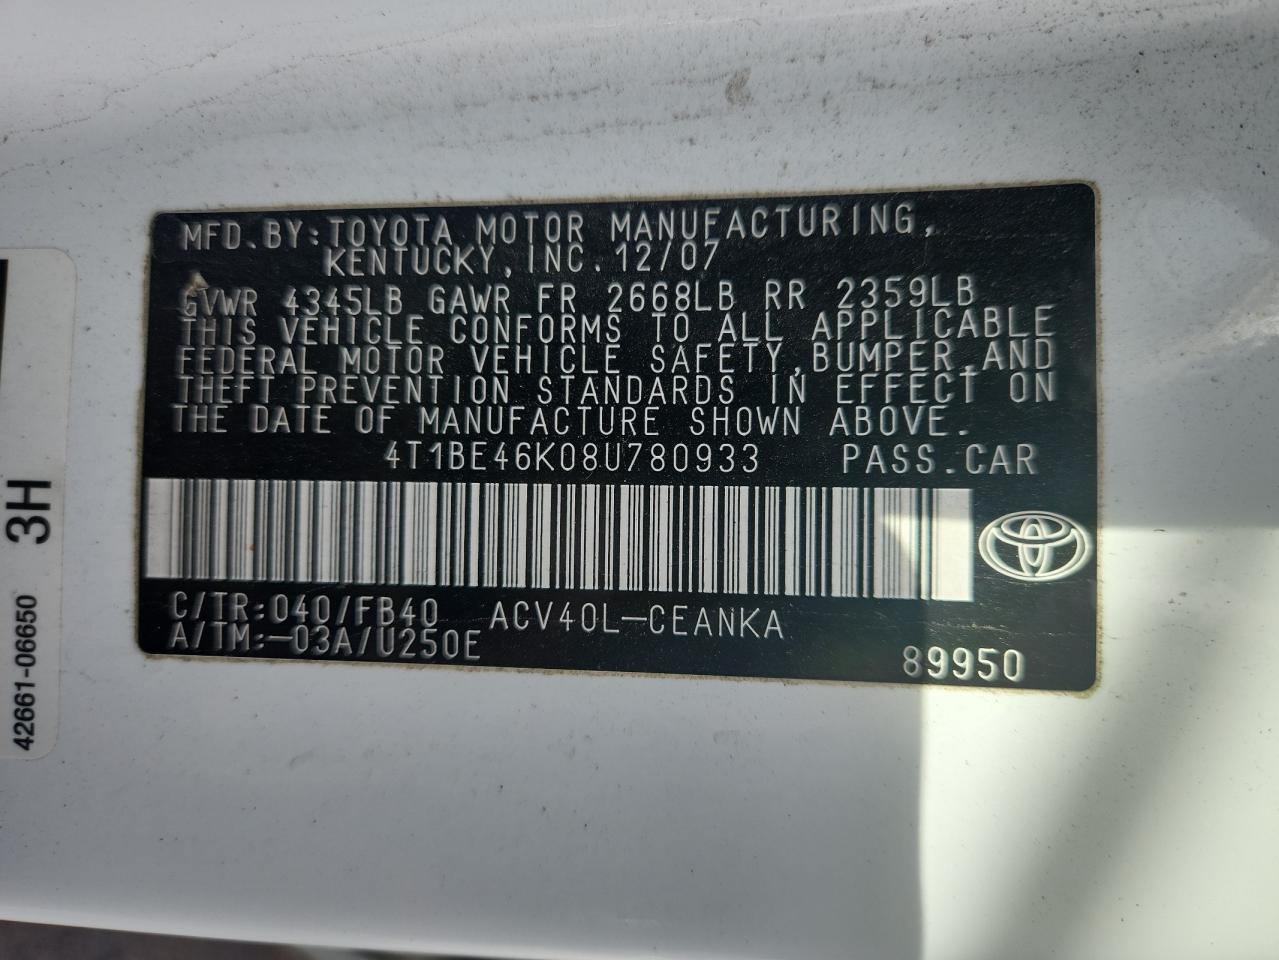 MFD.BY:TOYOTA MOTOR MANUFACTURING,
KENTUCKY,INC.12/07
GVWR 4345LB GAWR FR 2668LB RR 2359LB
THIS VEHICLE CONFORMS TO ALL APPLICABLE
FEDERAL MOTOR VEHICLE SAFETY,BUMPER,AND
THEFT PREVENTION STANDARDS IN EFFECT ON
THE DATE OF MANUFACTURE SHOWN ABOVE.
4T1BE46K08U780933 PASS.CAR
C/TR:040/FB40 ACV40L-CEANKA
A/TM:-03A/U250E
89950
3H
42661-06650